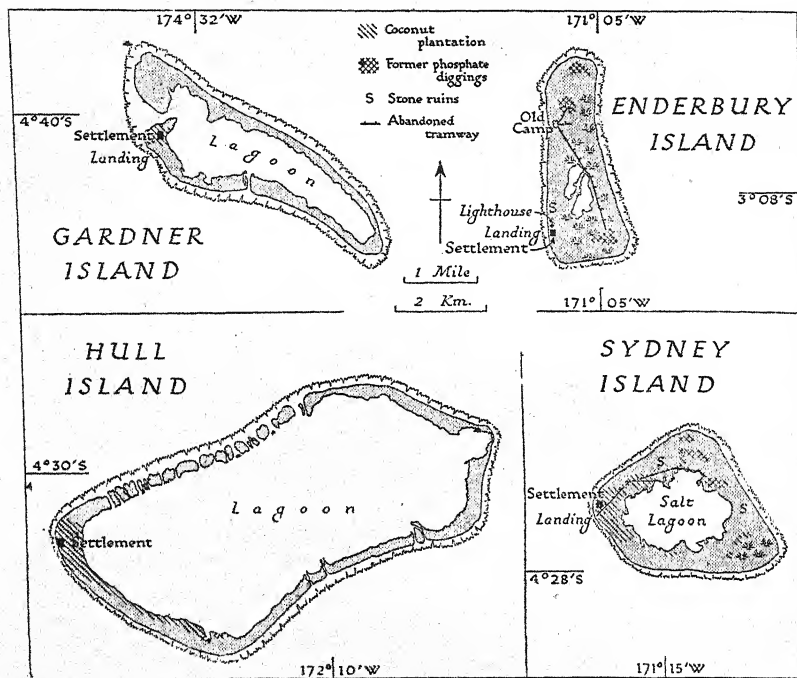 174° 32'W
4°40'S
Settlement
Landing
Lagoon
GARDNER
ISLAND
Coconut
plantation
Former phosphate
diggings
S Stone ruins
Abandoned
tramway
1 Mile
2 Km.
171° 05'W
Old
Camp
ENDERBURY
ISLAND
3°08'S
S
Lighthouse
Landing
Settlement
171° 05'W
HULL
ISLAND
4°30'S
Lagoon
Settlement
172° 10'W
SYDNEY
ISLAND
S
Settlement
Landing
Salt
Lagoon
S
4°28'S
171° 15'W